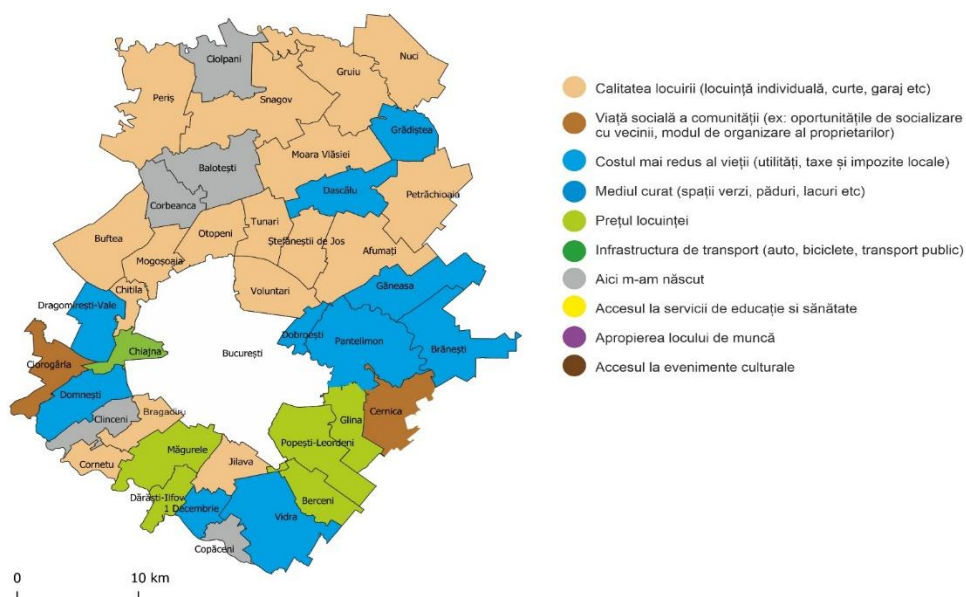 Nuci
Ciolpani
Gruiu
Periș
Snagov
Grădiștea
Moara Vlăsiei
Balotești
Dascălu
Petrăchioaia
Corbeanca
Tunari
Otopeni
Buftea
Ștefăneștii de Jos
Afumați
Mogoșoaia
Găneasa
Chitila
Voluntari
Dragomirești-Vale
Dobroești
Pantelimon
Brănești
Chiajna
București
Ciorogârla
Domnești
Cernica
Bragadiru
Glina
Clinceni
Popești-Leordeni
Măgurele
Cornetu
Jilava
Dărăști-Ilfov
Berceni
1 Decembrie
Vidra
Copăceni
0 10 km
Calitatea locuirii (locuință individuală, curte, garaj etc)
Viață socială a comunității (ex: oportunitățile de socializare
cu vecinii, modul de organizare al proprietarilor)
Costul mai redus al vieții (utilități, taxe și impozite locale)
Mediul curat (spații verzi, păduri, lacuri etc)
Prețul locuinței
Infrastructura de transport (auto, biciclete, transport public)
Aici m-am născut
Accesul la servicii de educație si sănătate
Apropierea locului de muncă
Accesul la evenimente culturale